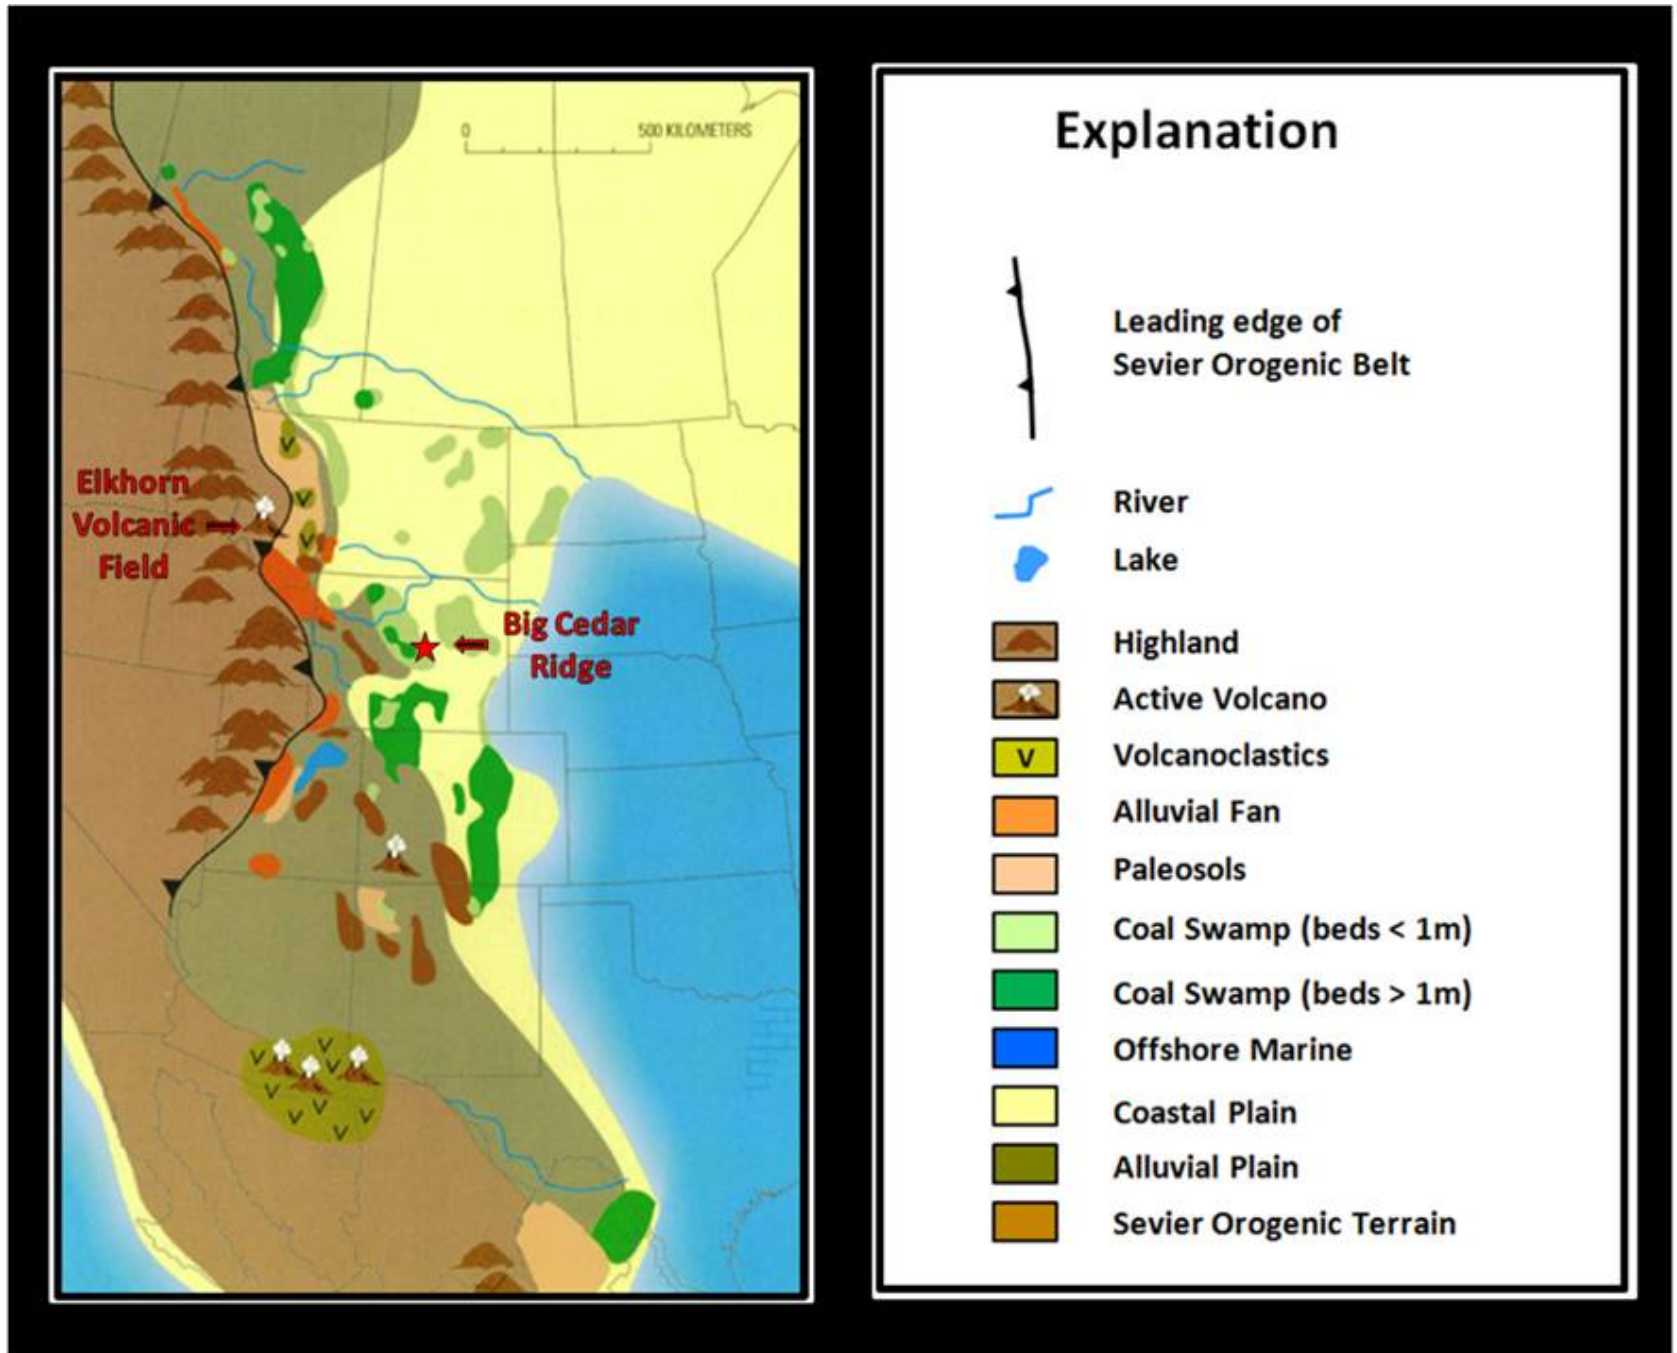 0 500 KILOMETERS
Elkhorn
Volcanic
Field
Big Cedar
Ridge
V
V
V
V
V
V
V
V
V
V
V
Explanation
Leading edge of
Sevier Orogenic Belt
River
Lake
Highland
Active Volcano
V Volcanoclastics
Alluvial Fan
Paleosols
Coal Swamp (beds < 1m)
Coal Swamp (beds > 1m)
Offshore Marine
Coastal Plain
Alluvial Plain
Sevier Orogenic Terrain